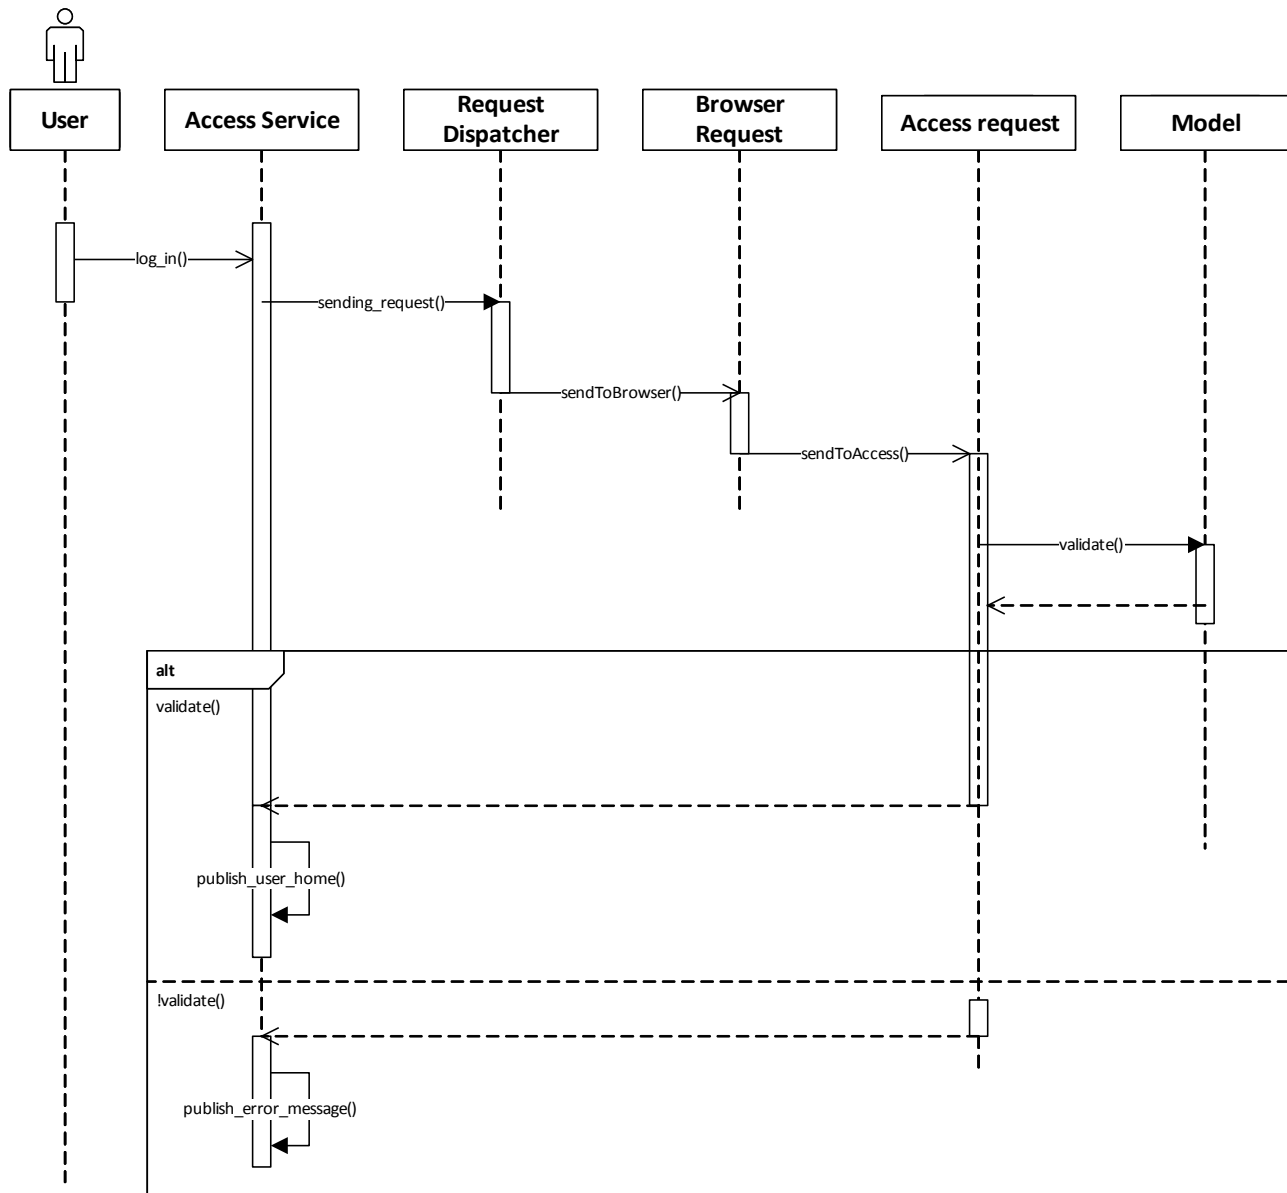 User
Access Service
Request
Dispatcher
Browser
Request
Access request
Model
log_in()
sending_request()
sendToBrowser()
sendToAccess()
validate()
alt
validate()
publish_user_home()
!validate()
publish_error_message()